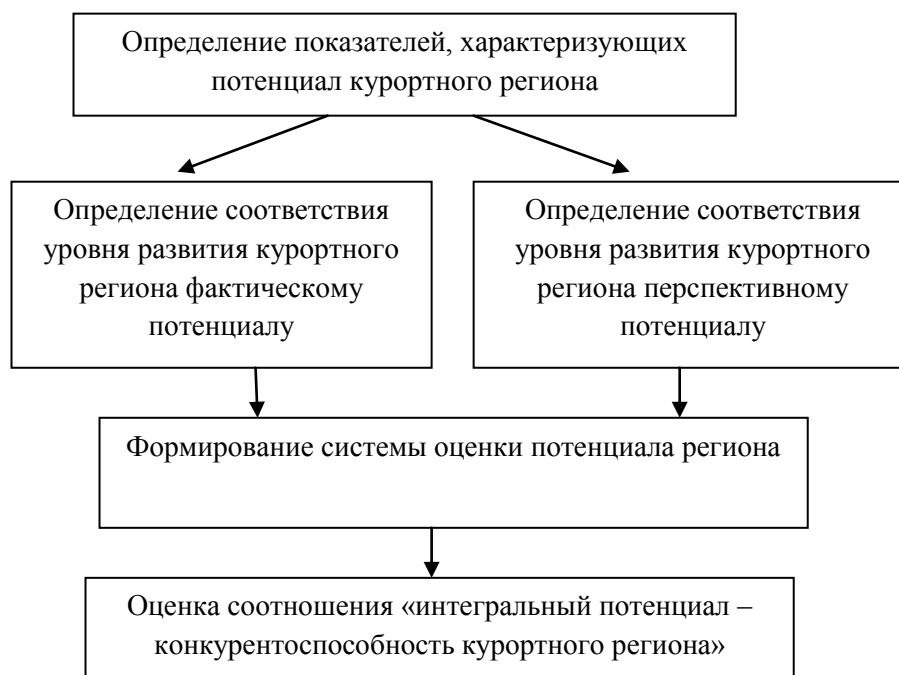 Определение показателей, характеризующих
потенциал курортного региона
Определение соответствия
уровня развития курортного
региона фактическому
потенциалу
Определение соответствия
уровня развития курортного
региона перспективному
потенциалу
Формирование системы оценки потенциала региона
Оценка соотношения «интегральный потенциал –
конкурентоспособность курортного региона»